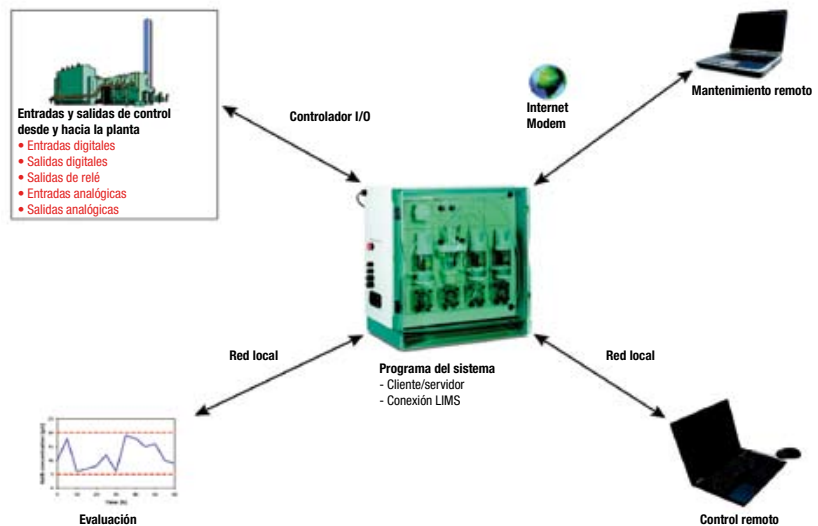 Entradas y salidas de control
desde y hacia la planta
• Entradas digitales
• Salidas digitales
• Salidas de relé
• Entradas analógicas
• Salidas analógicas
Controlador I/O
Internet
Modem
Mantenimiento remoto
Red local
Programa del sistema
- Cliente/servidor
- Conexión LIMS
Red local
Evaluación
Control remoto